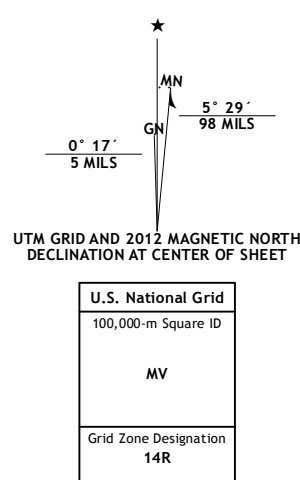 MN
GN
5° 29´
98 MILS
0° 17´
5 MILS
UTM GRID AND 2012 MAGNETIC NORTH
DECLINATION AT CENTER OF SHEET
U.S. National Grid
100,000-m Square ID
MV
Grid Zone Designation
14R